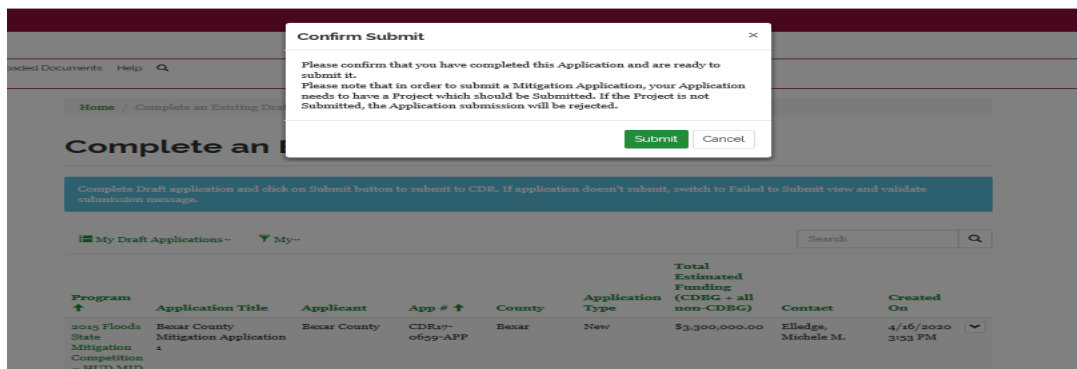 Confirm Submit ×
Please confirm that you have completed this Application and are ready to
submit it.
Please note that in order to submit a Mitigation Application, your Application
needs to have a Project which should be Submitted. If the Project is not
Submitted, the Application submission will be rejected.
Submit Cancel
Documents Help
Home / Complete an Existing
Complete an
Complete Draft application and click on Submit button to submit to CDR. If application doesn't submit, switch to Failed to Submit view and validate
submission message.
My Draft Applications My
Search
Program ↑ Application Title Applicant App # ↑ County Application Type Total Estimated Funding (CDBG + all non-CDBG) Contact Created On
2015 Floods Bexar County Bexar County CDR17- Bexar New $3,300,000.00 Elledge, 4/16/2020
State Mitigation Application 0659-APP Michele M. 3:53 PM
Mitigation 1
Competition
– HUD MID